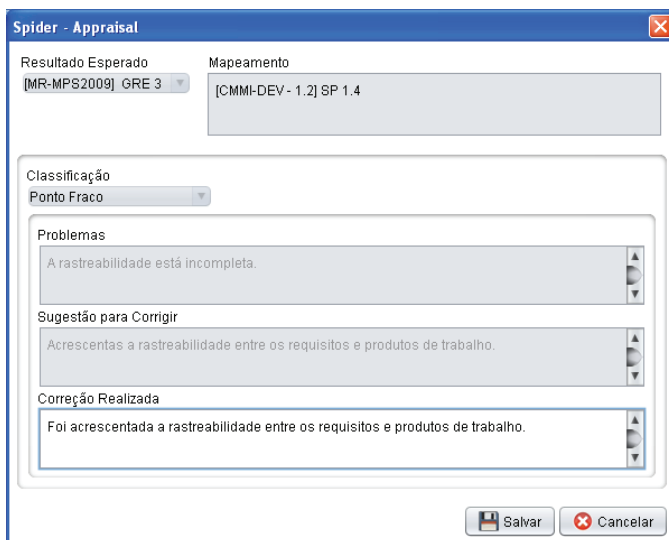 Spider - Appraisal
Resultado Esperado
Mapeamento
[MR-MPS2009] GRE 3
[CMMI-DEV - 1.2] SP 1.4
Classificação
Ponto Fraco
Problemas
A rastreabilidade está incompleta.
Sugestão para Corrigir
Acrescentas a rastreabilidade entre os requisitos e produtos de trabalho.
Correção Realizada
Foi acrescentada a rastreabilidade entre os requisitos e produtos de trabalho.
Salvar
Cancelar